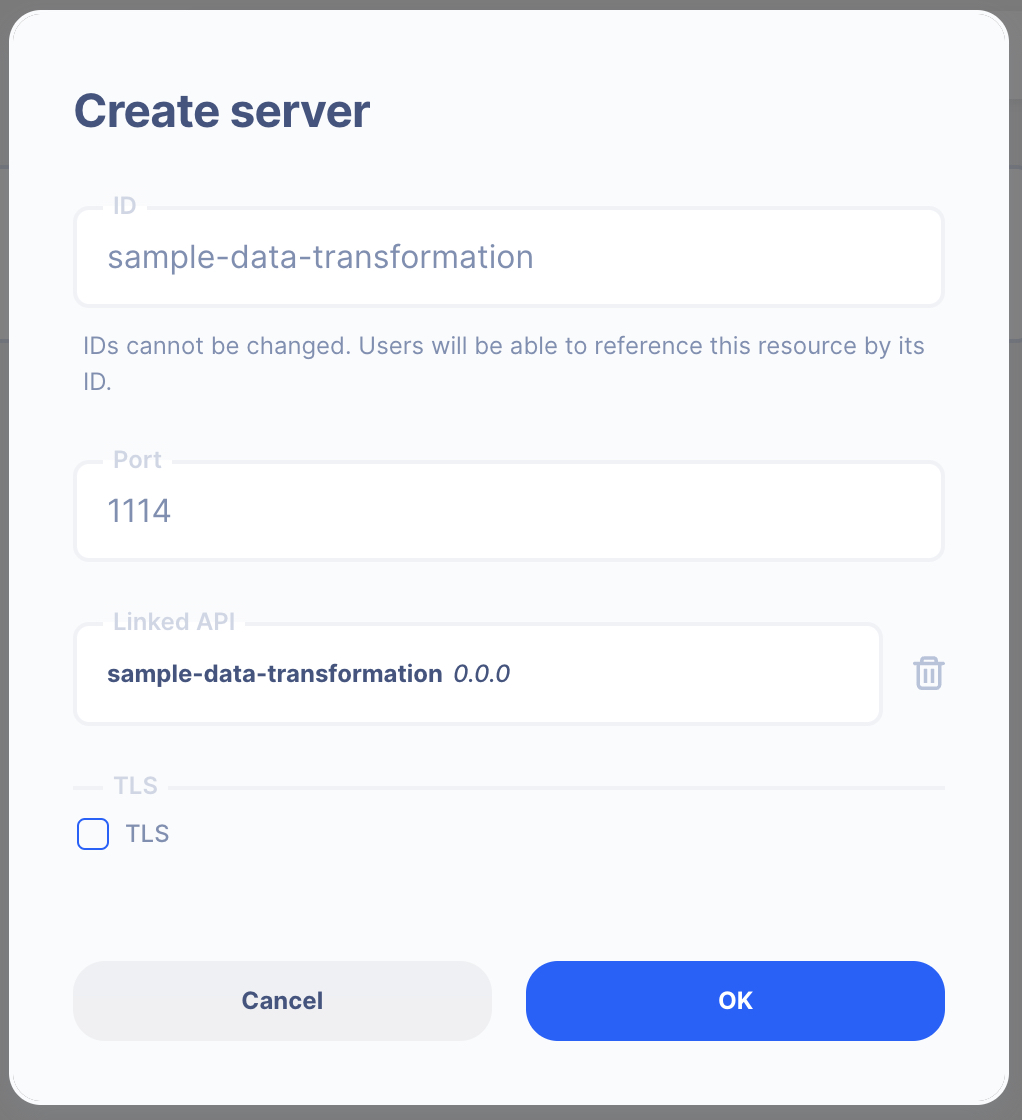 Create server
ID
sample-data-transformation
IDs cannot be changed. Users will be able to reference this resource by its
ID.
Port
1114
Linked API
sample-data-transformation 0.0.0
TLS
TLS
Cancel
OK